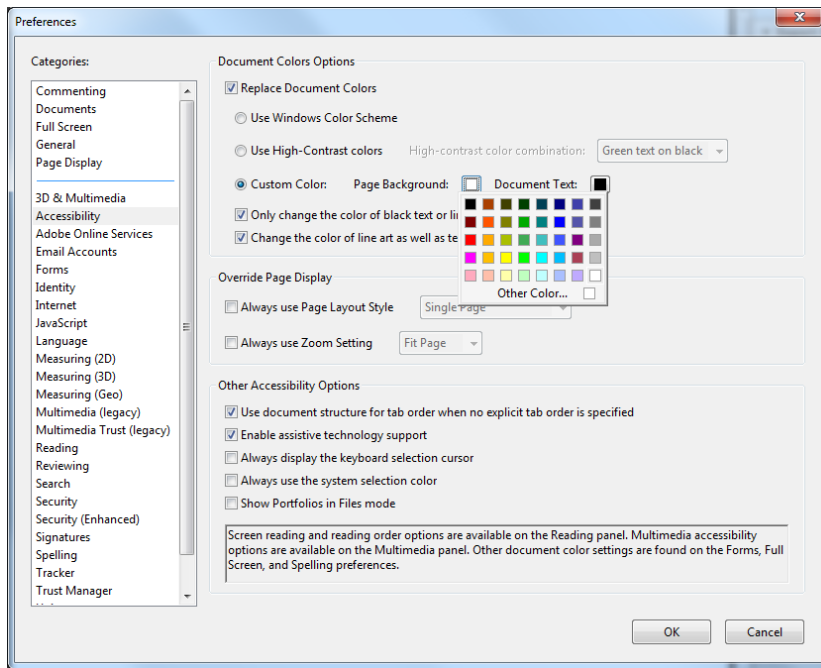 Preferences
Categories:
Commenting
Documents
Full Screen
General
Page Display
3D & Multimedia
Accessibility
Adobe Online Services
Email Accounts
Forms
Identity
Internet
JavaScript
Language
Measuring (2D)
Measuring (3D)
Measuring (Geo)
Multimedia (legacy)
Multimedia Trust (legacy)
Reading
Reviewing
Search
Security
Security (Enhanced)
Signatures
Spelling
Tracker
Trust Manager
Document Colors Options
Replace Document Colors
Use Windows Color Scheme
Use High-Contrast colors High-contrast color combination: Green text on black
Custom Color: Page Background: Document Text:
Only change the color of black text or
Change the color of line art as well as
Other Color...
Override Page Display
Always use Page Layout Style Single Page
Always use Zoom Setting Fit Page
Other Accessibility Options
Use document structure for tab order when no explicit tab order is specified
Enable assistive technology support
Always display the keyboard selection cursor
Always use the system selection color
Show Portfolios in Files mode
Screen reading and reading order options are available on the Reading panel. Multimedia accessibility
options are available on the Multimedia panel. Other document color settings are found on the Forms, Full
Screen, and Spelling preferences.
OK Cancel